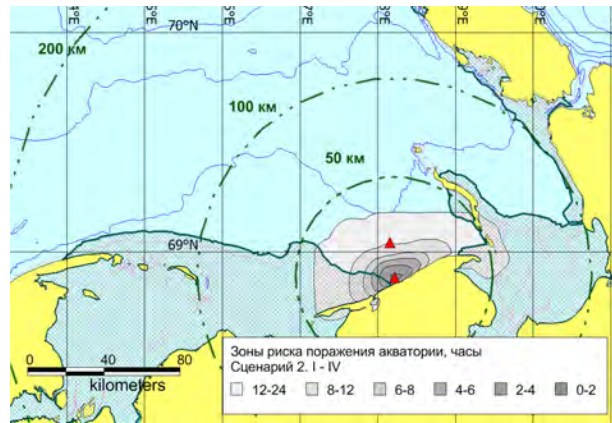 70°N
200 км
100 км
50 км
69°N
0 40 80
kilometers
Зоны риска поражения акватории, часы
Сценарий 2. I - IV
12-24 8-12 6-8 4-6 2-4 0-2